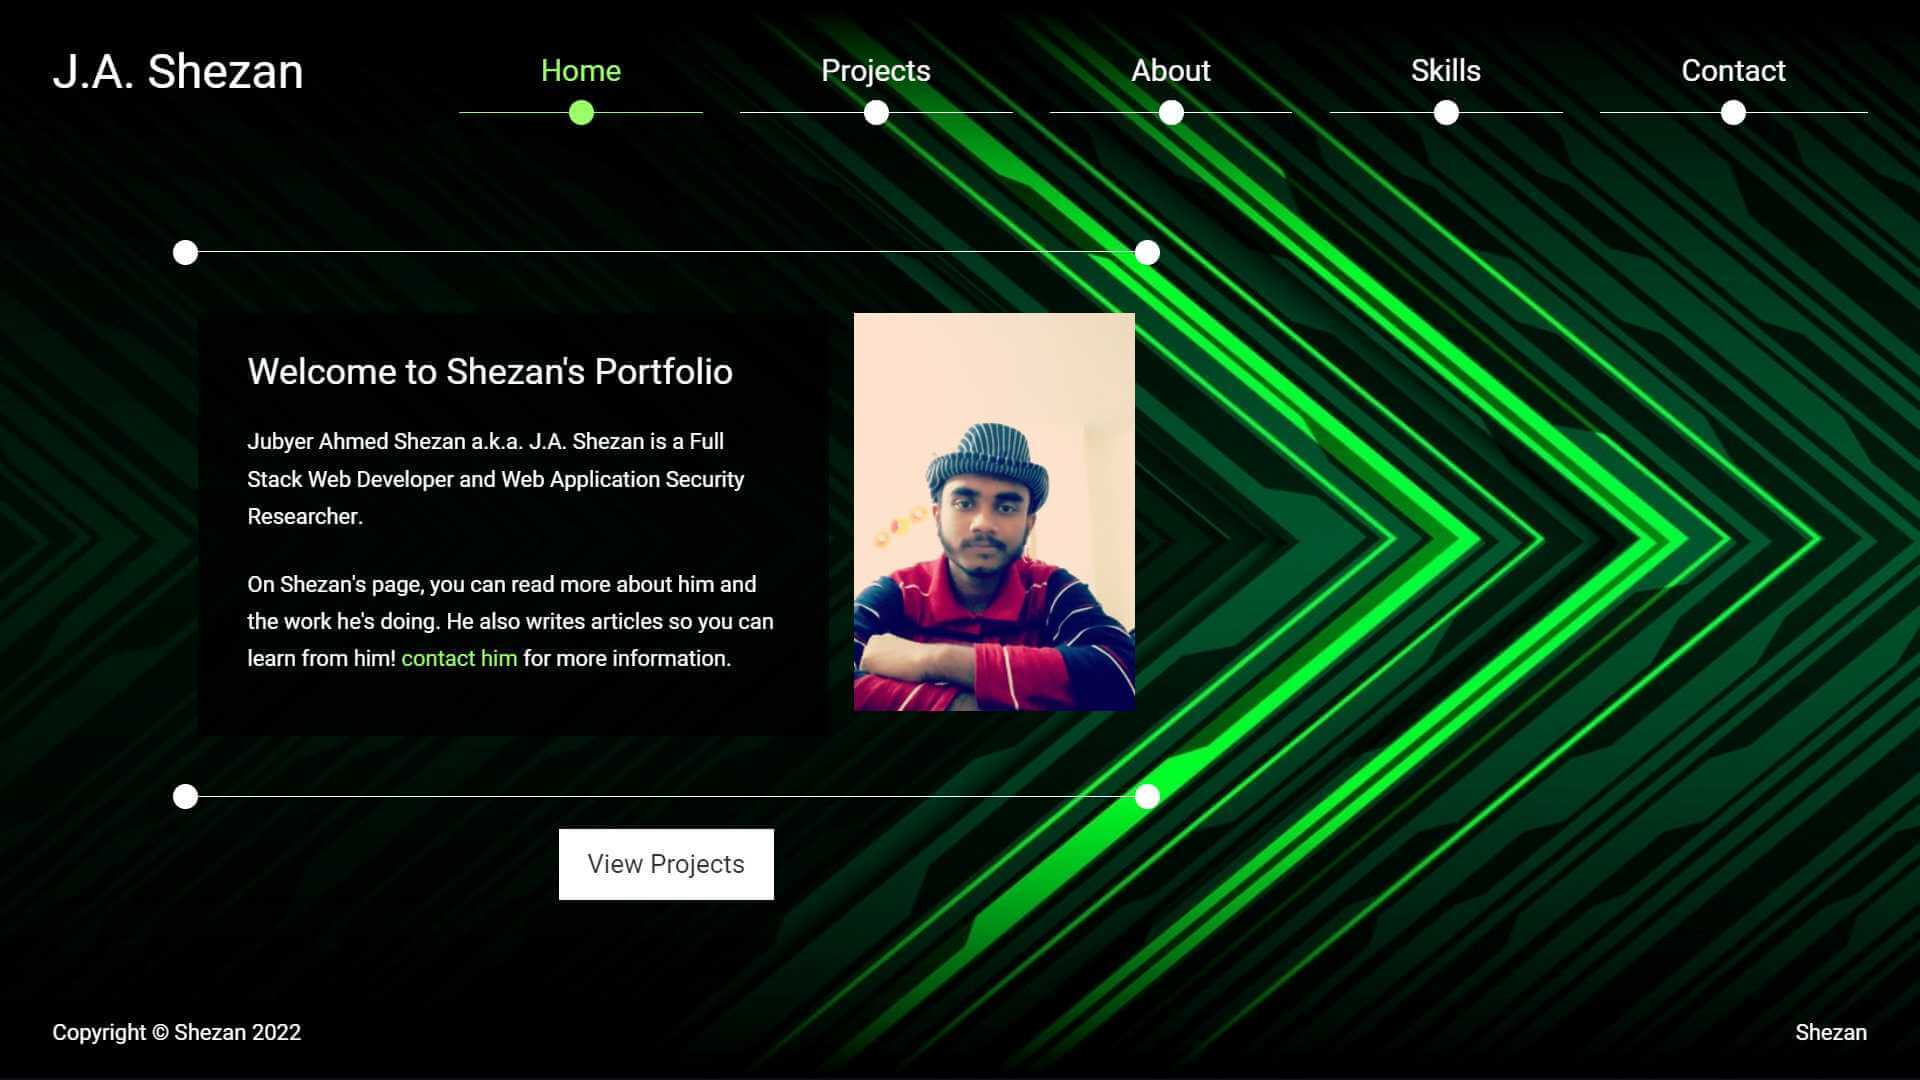 J.A. Shezan
Home
Projects
About
Skills
Contact
Welcome to Shezan's Portfolio
Jubyer Ahmed Shezan a.k.a. J.A. Shezan is a Full
Stack Web Developer and Web Application Security
Researcher.
On Shezan's page, you can read more about him and
the work he's doing. He also writes articles so you can
learn from him! contact him for more information.
View Projects
Copyright © Shezan 2022
Shezan